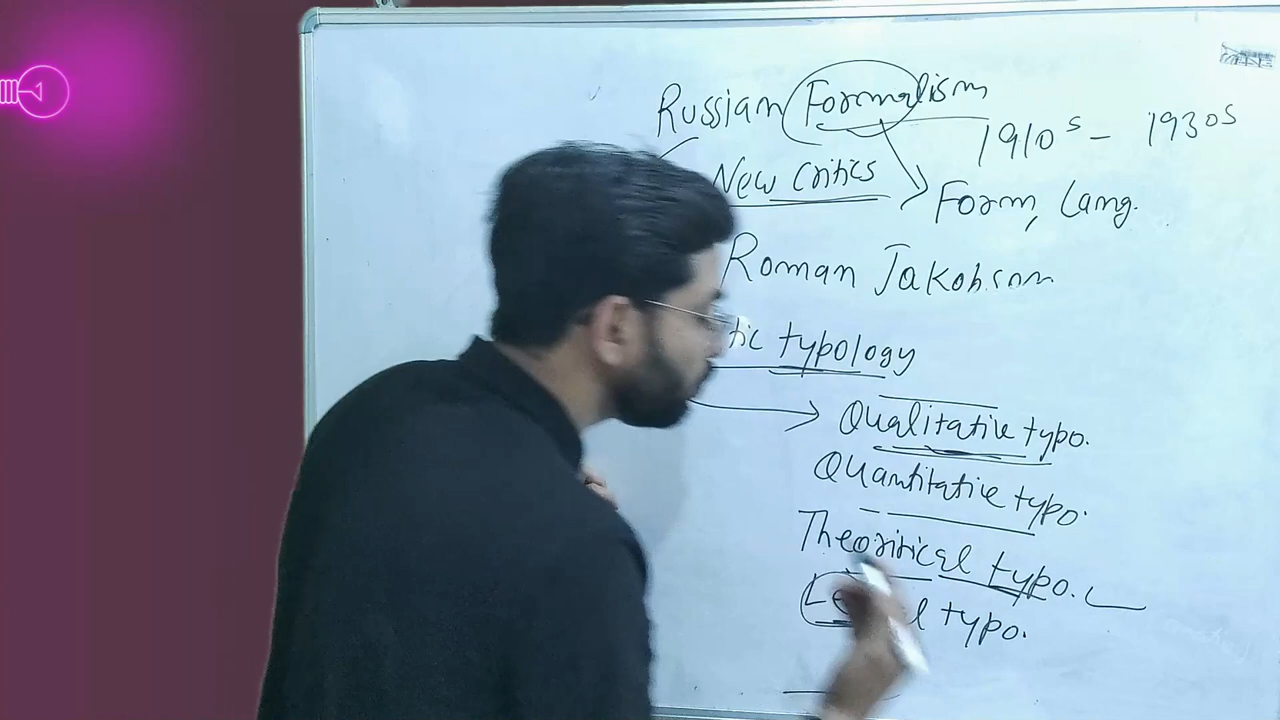 Russian Formalism
1910s - 1930s
New Critics
Form, Lang.
Roman Jakobson
typology
Qualitative typo.
Quantitative typo.
Theoritical typo.
typo.